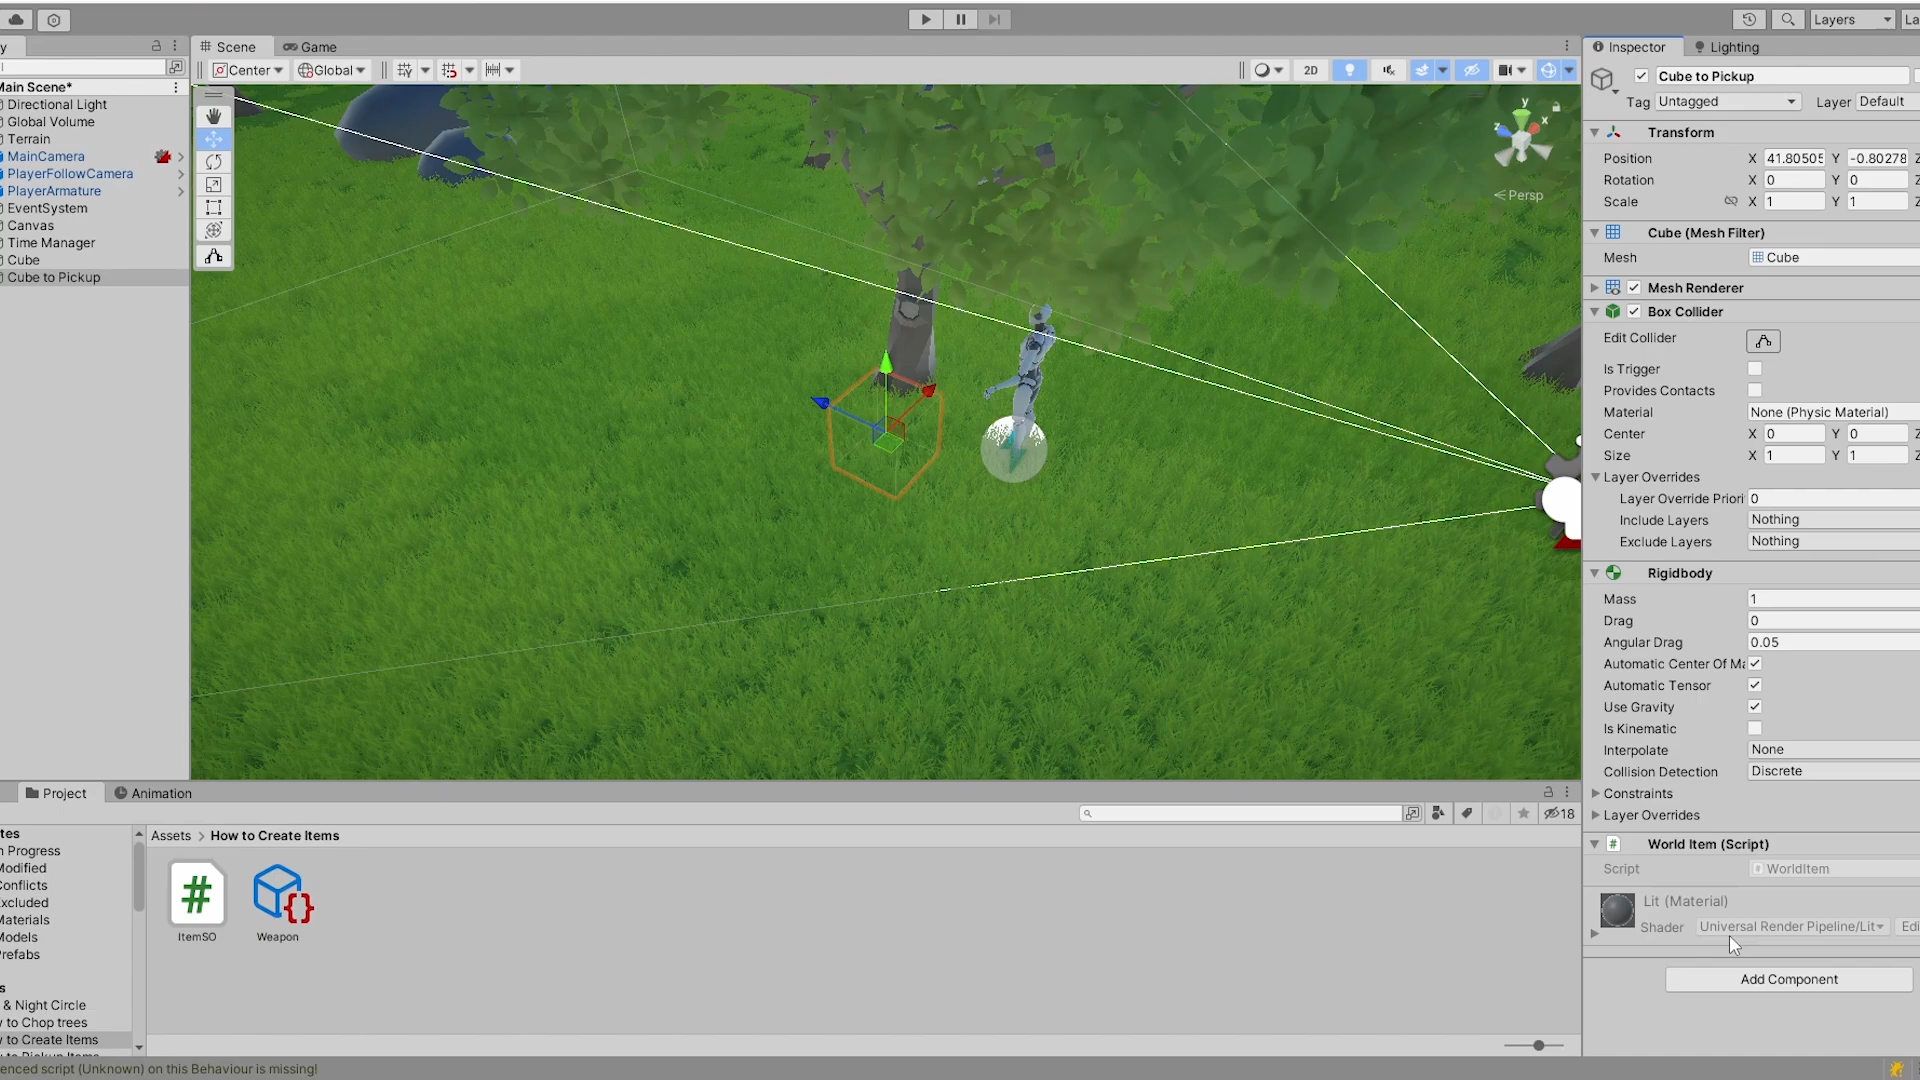 Layers
La
y
Scene
Game
Inspector
Lighting
Center
Global
2D
Cube to Pickup
Main Scene*
Directional Light
Global Volume
Terrain
MainCamera
PlayerFollowCamera
PlayerArmature
EventSystem
Canvas
Time Manager
Cube
Cube to Pickup
y
x
z
< Persp
Tag Untagged Layer Default
Transform
Position X 41.80505 Y -0.80278 Z
Rotation X 0 Y 0 Z
Scale X 1 Y 1 Z
Cube (Mesh Filter)
Mesh Cube
Mesh Renderer
Box Collider
Edit Collider
Is Trigger
Provides Contacts
Material None (Physic Material)
Center X 0 Y 0 Z
Size X 1 Y 1 Z
Layer Overrides
Layer Override Priori 0
Include Layers Nothing
Exclude Layers Nothing
Rigidbody
Mass 1
Drag 0
Angular Drag 0.05
Automatic Center Of Ma
Automatic Tensor
Use Gravity
Is Kinematic
Interpolate None
Collision Detection Discrete
Constraints
Layer Overrides
World Item (Script)
Script # WorldItem
Lit (Material)
Shader Universal Render Pipeline/Lit Edi
Add Component
Project
Animation
18
Assets > How to Create Items
tes
n Progress
Modified
Conflicts
Excluded
Materials
Models
Prefabs
s
& Night Circle
v to Chop trees
v to Create Items
ItemSO
Weapon
enced script (Unknown) on this Behaviour is missing!